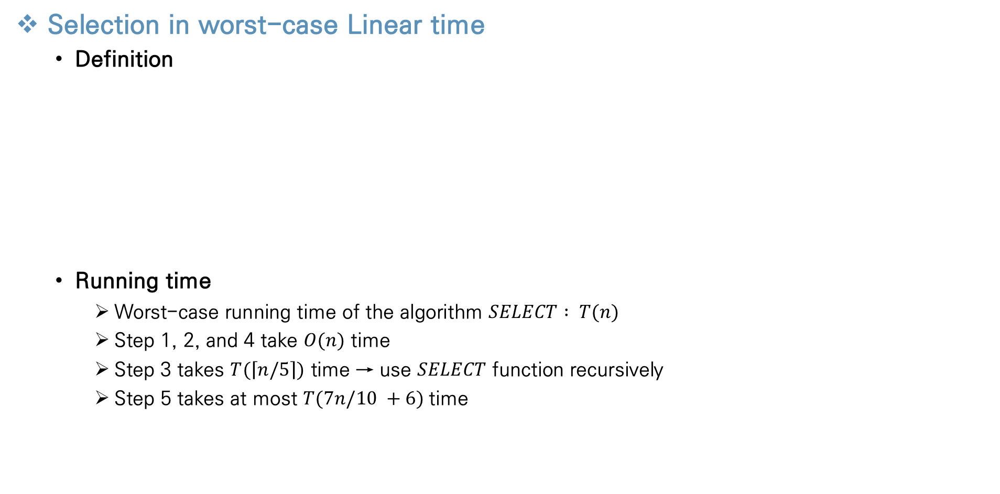 ❖ Selection in worst-case Linear time
• Definition
• Running time
➢ Worst-case running time of the algorithm SELECT : T(n)
➢ Step 1, 2, and 4 take O(n) time
➢ Step 3 takes T(⌈n/5⌉) time → use SELECT function recursively
➢ Step 5 takes at most T(7n/10 + 6) time